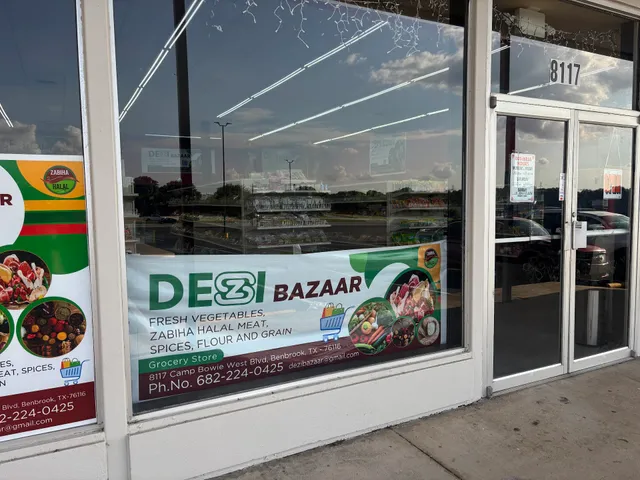 8117
ZABIHA
HALAL
AR
EAT, SPICES,
N
Blvd, Benbrook, TX-76116
2-224-0425
r@gmail.com
DEZI BAZAAR
FRESH VEGETABLES,
ZABIHA HALAL MEAT,
SPICES, FLOUR AND GRAIN
Grocery Store
8117 Camp Bowie West Blvd, Benbrook, TX - 76116
Ph.No. 682-224-0425 dezibazaar@gmail.com